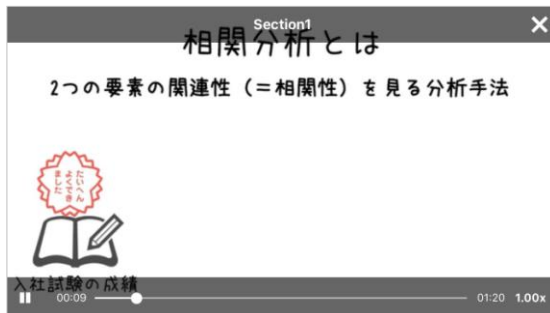 Section1
相関分析とは
2つの要素の関連性（＝相関性）を見る分析手法
たいへん
よくでき
ました
入社試験の成績
00:09
01:20
1.00x